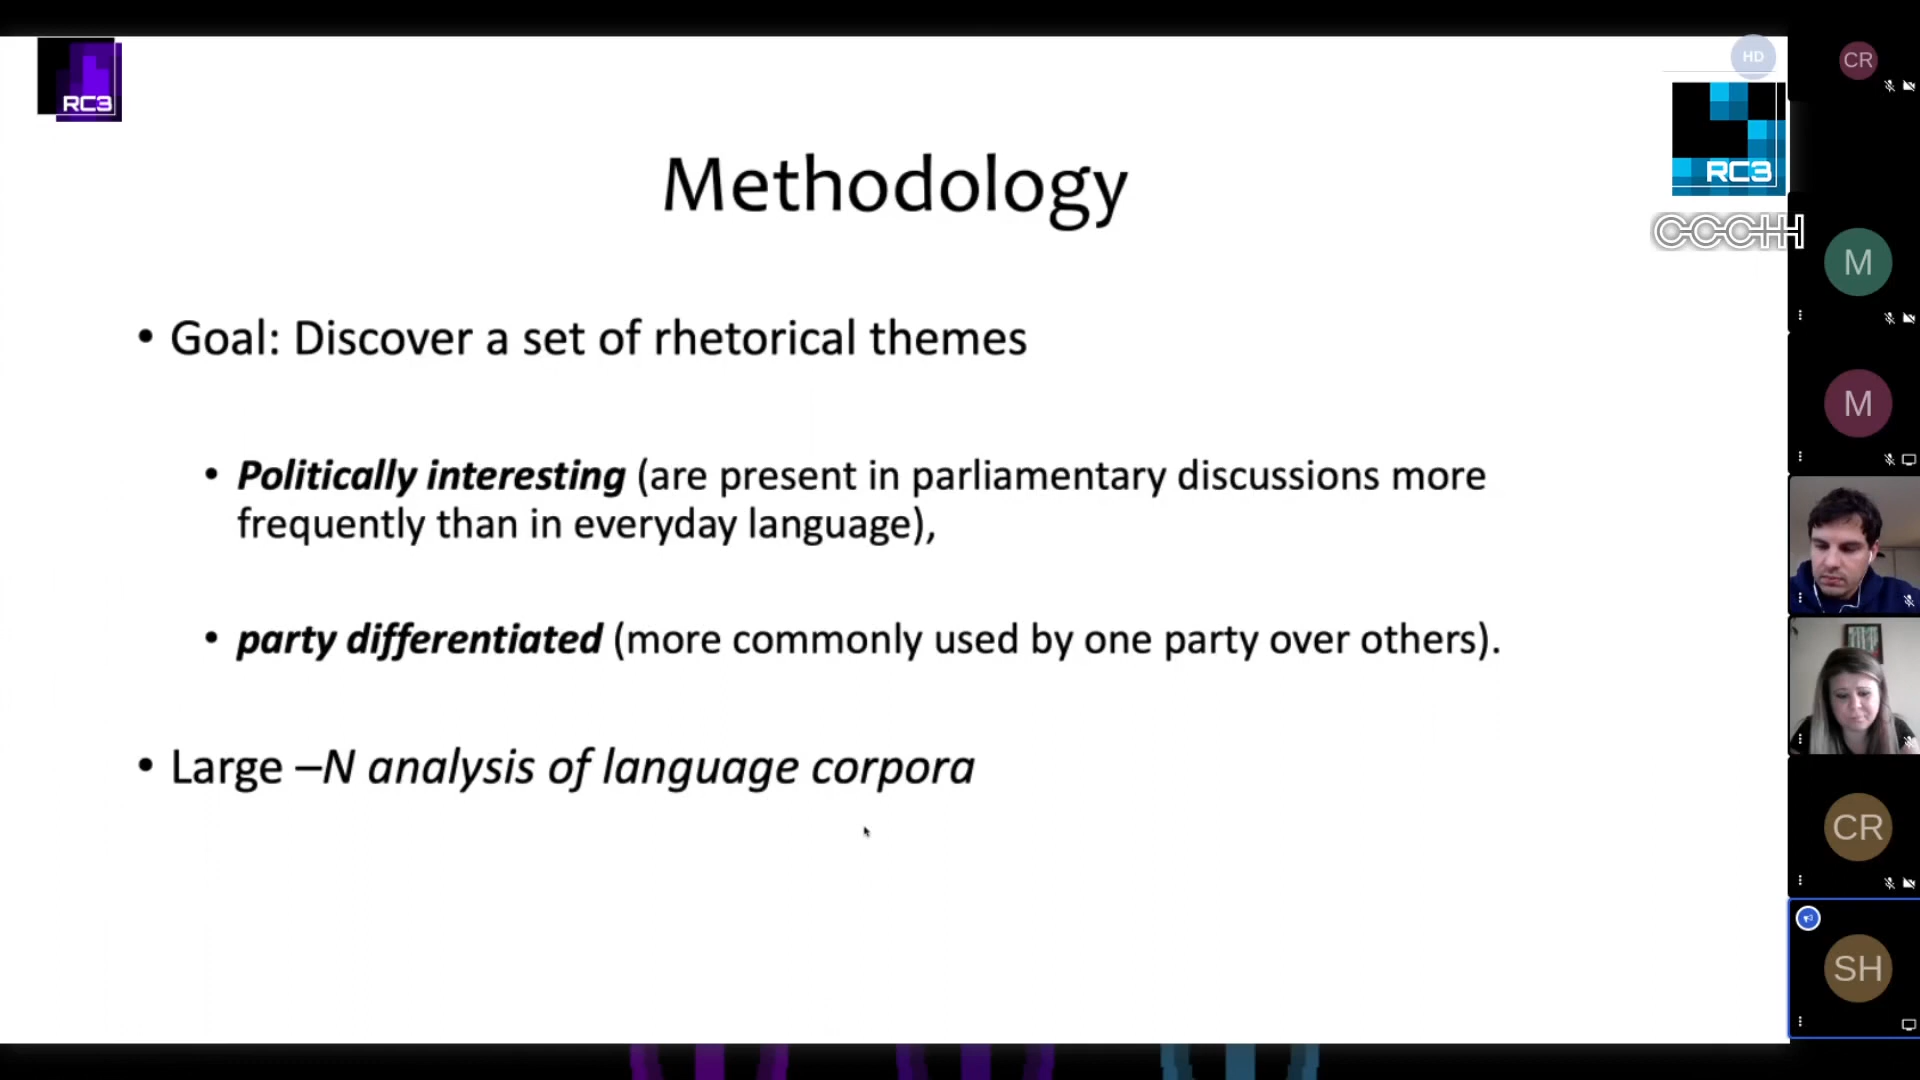 RC3
HD
CR
RC3
CCCHH
Methodology
M
• Goal: Discover a set of rhetorical themes
M
• Politically interesting (are present in parliamentary discussions more
frequently than in everyday language),
• party differentiated (more commonly used by one party over others).
• Large –N analysis of language corpora
CR
SH